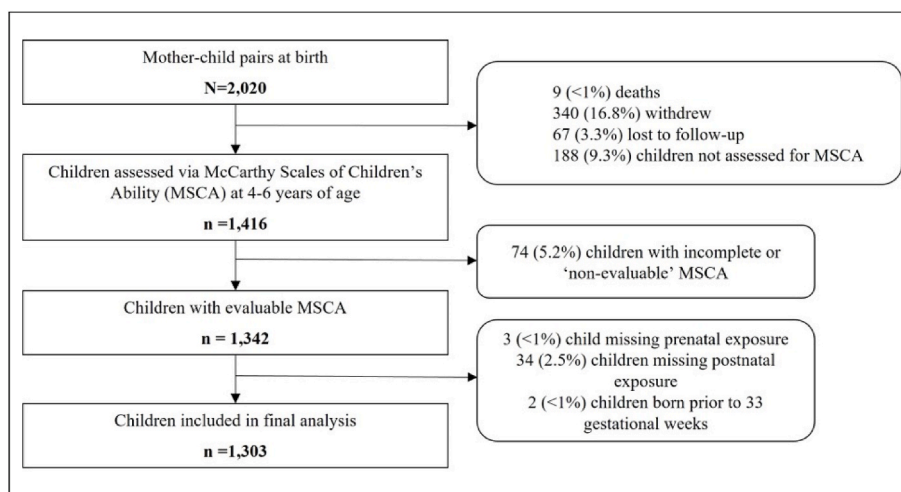 Mother-child pairs at birth
N=2,020
9 (<1%) deaths
340 (16.8%) withdrew
67 (3.3%) lost to follow-up
188 (9.3%) children not assessed for MSCA
Children assessed via McCarthy Scales of Children's
Ability (MSCA) at 4-6 years of age
n =1,416
74 (5.2%) children with incomplete or
'non-evaluable' MSCA
Children with evaluable MSCA
n = 1,342
3 (<1%) child missing prenatal exposure
34 (2.5%) children missing postnatal
exposure
2 (<1%) children born prior to 33
gestational weeks
Children included in final analysis
n =1,303